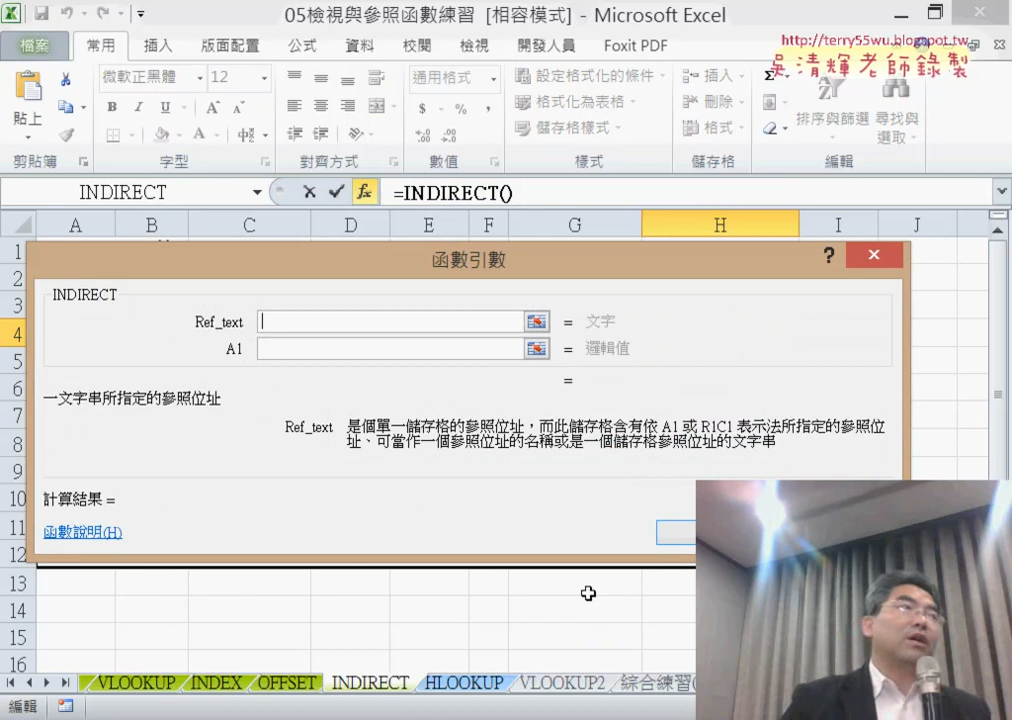 05檢視與參照函數練習 [相容模式] - Microsoft Excel
http://terry55wu.blogspot.tw
吳清輝老師錄製
檔案 常用 插入 版面配置 公式 資料 校閱 檢視 開發人員 Foxit PDF
貼上
微軟正黑體 12
B I U
通用格式
設定格式化的條件
格式化為表格
儲存格樣式
插入
刪除
格式
排序與篩選 尋找與
選取
剪貼簿 字型 對齊方式 數值 樣式 儲存格 編輯
INDIRECT =INDIRECT()
A B C D E F G H I J
1
2
3
4
5
6
7
8
9
10
11
12
13
14
15
16
函數引數
INDIRECT
Ref_text = 文字
A1 = 邏輯值
=
一文字串所指定的參照位址
Ref_text 是個單一儲存格的參照位址，而此儲存格含有依 A1 或 R1C1 表示法所指定的參照位
址、可當作一個參照位址的名稱或是一個儲存格參照位址的文字串
計算結果 =
函數說明(H)
VLOOKUP INDEX OFFSET INDIRECT HLOOKUP VLOOKUP2 綜合練習(
編輯